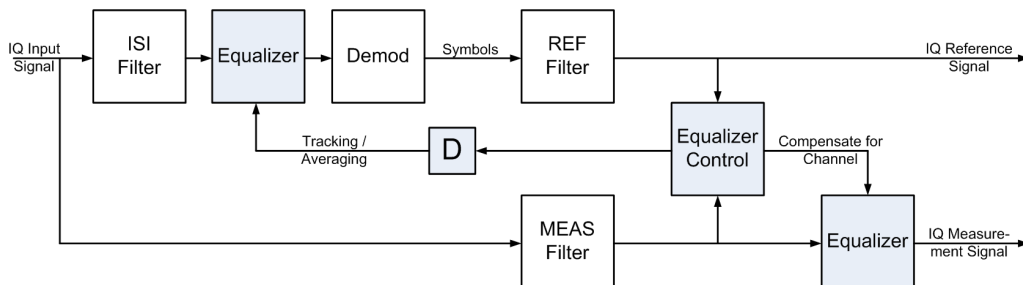 IQ Input
Signal
ISI
Filter
Equalizer
Demod
Symbols
REF
Filter
IQ Reference
Signal
Tracking /
Averaging
D
Equalizer
Control
Compensate for
Channel
MEAS
Filter
Equalizer
IQ Measure-
ment Signal